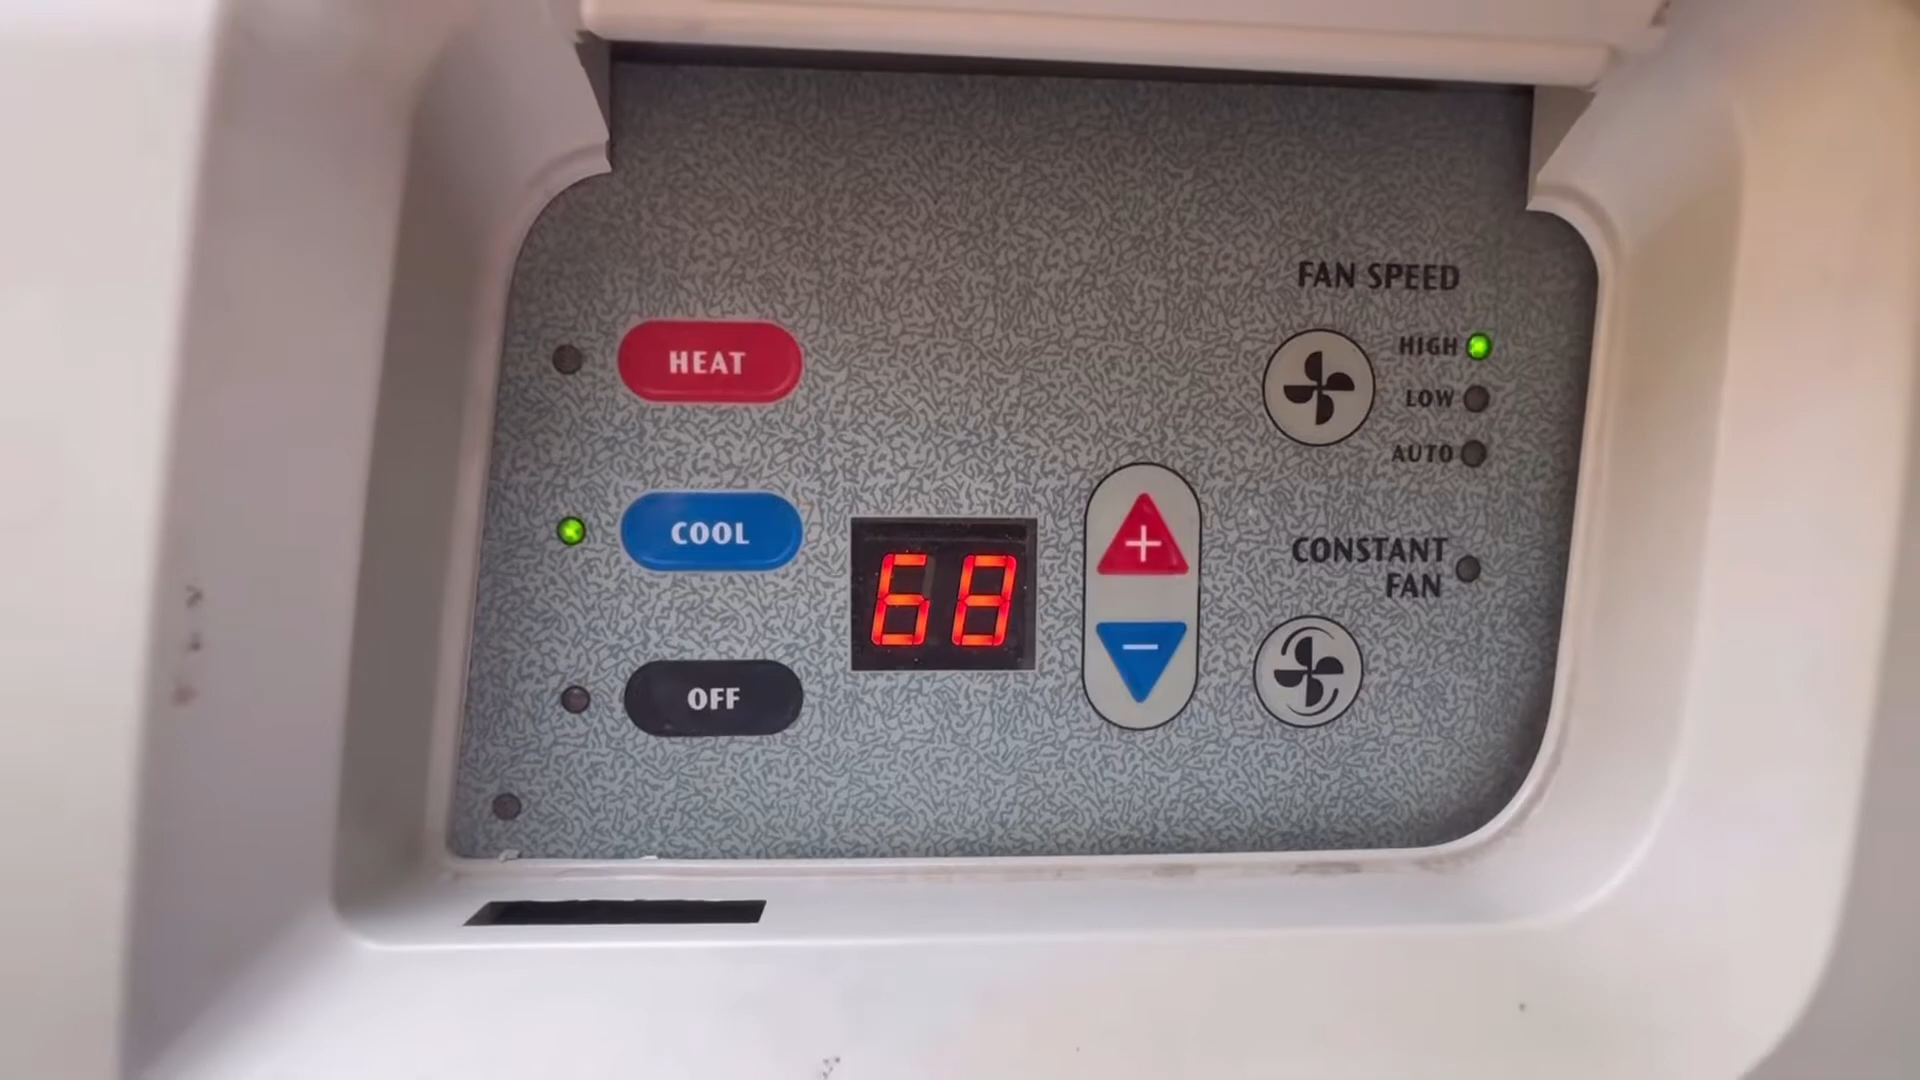 FAN SPEED
HEAT
HIGH
LOW
AUTO
COOL
68
+
−
CONSTANT
FAN
OFF